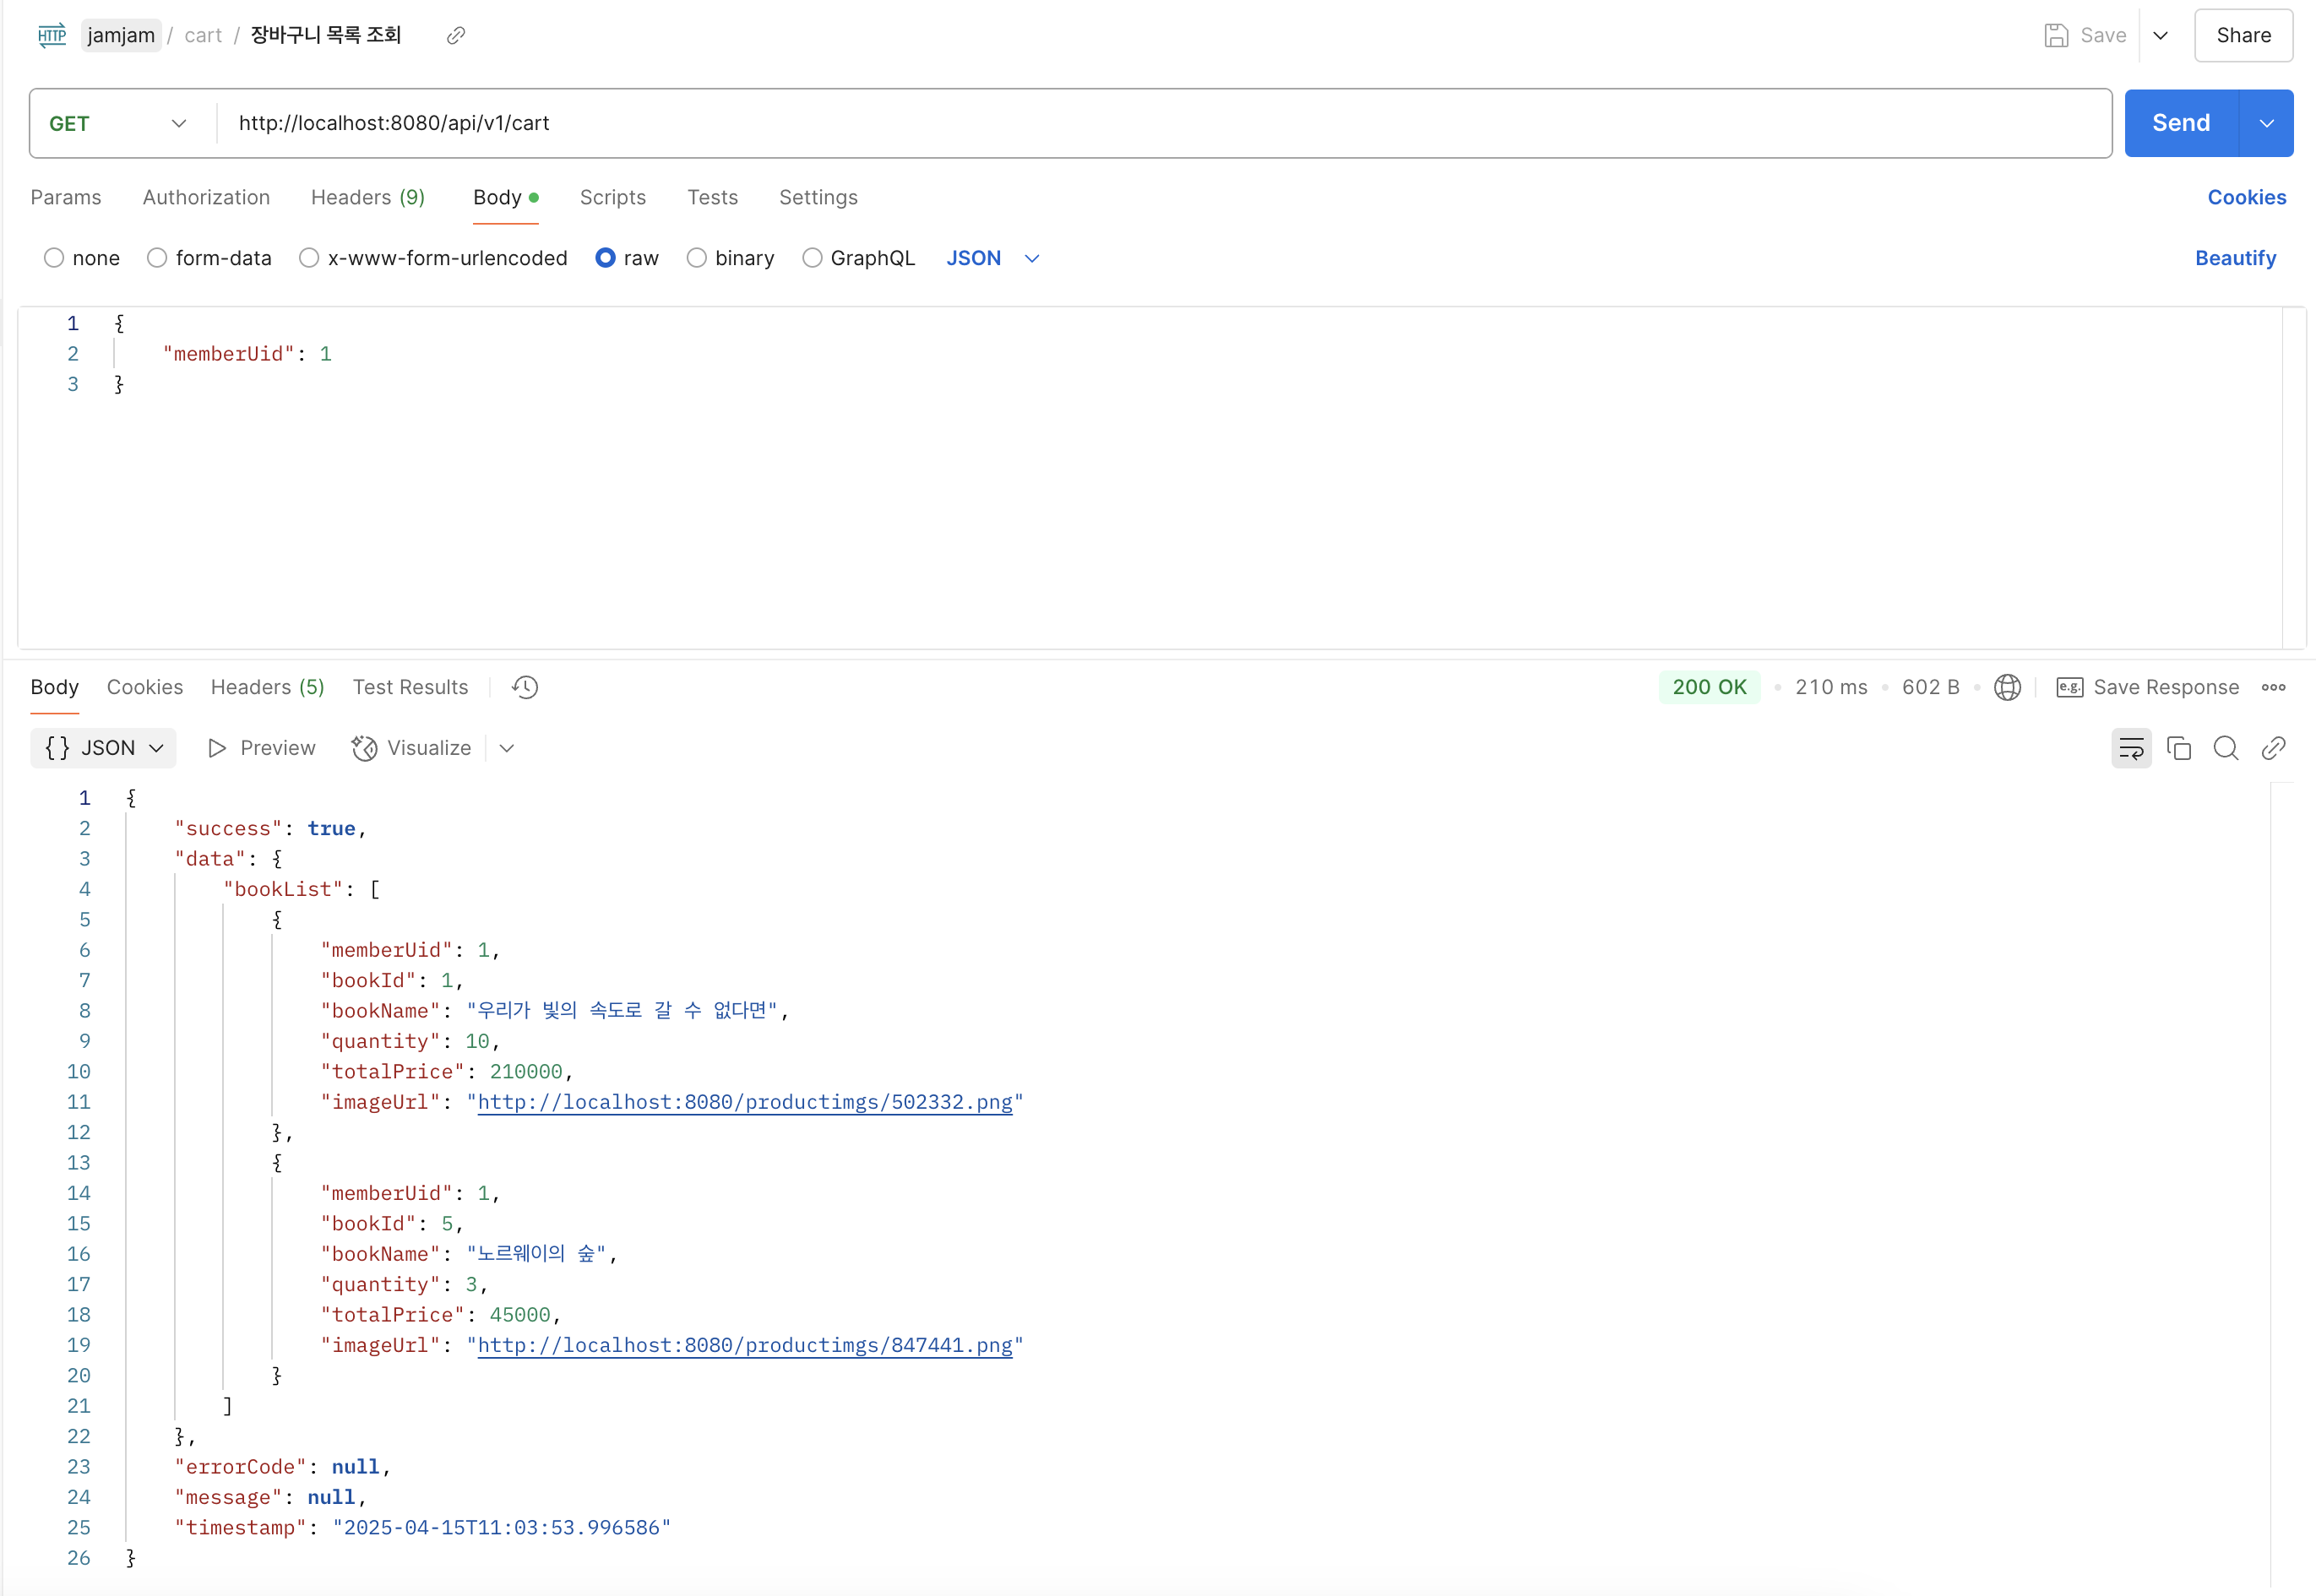 HTTP jamjam / cart / 장바구니 목록 조회 Save Share
GET http://localhost:8080/api/v1/cart Send
Params Authorization Headers (9) Body Scripts Tests Settings Cookies
none form-data x-www-form-urlencoded raw binary GraphQL JSON Beautify
1 {
2 "memberUid": 1
3 }
Body Cookies Headers (5) Test Results 200 OK 210 ms 602 B e.g. Save Response
{} JSON Preview Visualize
1 {
2 "success": true,
3 "data": {
4 "bookList": [
5 {
6 "memberUid": 1,
7 "bookId": 1,
8 "bookName": "우리가 빛의 속도로 갈 수 없다면",
9 "quantity": 10,
10 "totalPrice": 210000,
11 "imageUrl": "http://localhost:8080/productimgs/502332.png"
12 },
13 {
14 "memberUid": 1,
15 "bookId": 5,
16 "bookName": "노르웨이의 숲",
17 "quantity": 3,
18 "totalPrice": 45000,
19 "imageUrl": "http://localhost:8080/productimgs/847441.png"
20 }
21 ]
22 },
23 "errorCode": null,
24 "message": null,
25 "timestamp": "2025-04-15T11:03:53.996586"
26 }